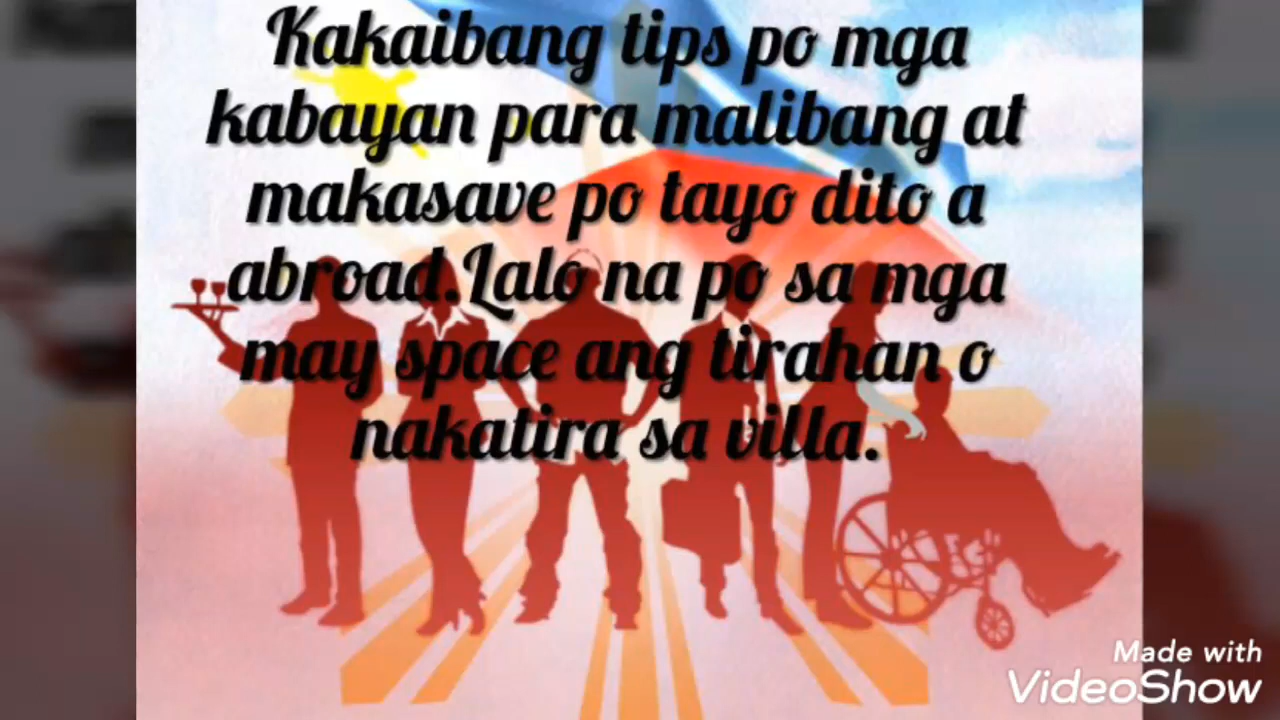 Kakaibang tips po mga
kabayan para malibang at
makasave po tayo dito a
abroad.Lalo na po sa mga
may space ang tirahan o
nakatira sa villa.
Made with
VideoShow